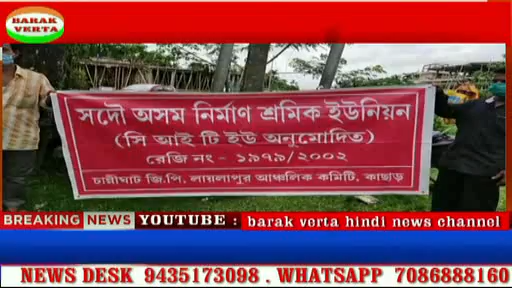 BARAK
VERTA
সদৌ অসম নিৰ্মাণ শ্ৰমিক ইউনিয়ন
(সি আই টি ইউ অনুমোদিত)
রেজি নং - ১৯৭৯/২০০২
চান্নীঘাট জি.পি. লায়লাপুর আঞ্চলিক কমিটি, কাছাড়
BREAKING NEWS YOUTUBE : barak verta hindi news channel
NEWS DESK 9435173098 . WHATSAPP 7086888160